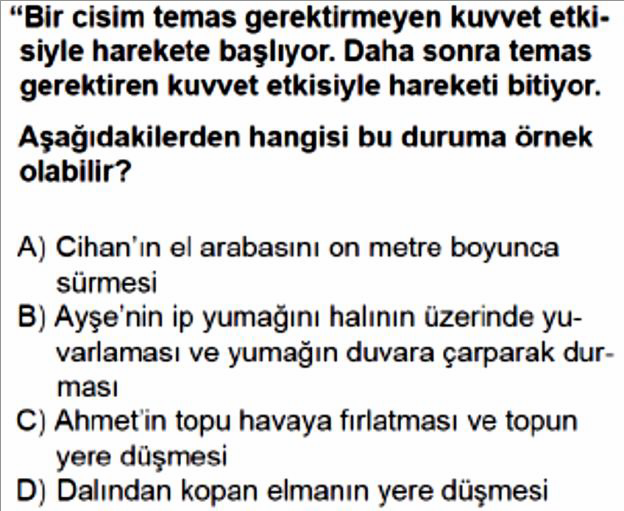 “Bir cisim temas gerektirmeyen kuvvet etki-
siyle harekete başlıyor. Daha sonra temas
gerektiren kuvvet etkisiyle hareketi bitiyor.
Aşağıdakilerden hangisi bu duruma örnek
olabilir?
A) Cihan’ın el arabasını on metre boyunca
sürmesi
B) Ayşe’nin ip yumağını halının üzerinde yu-
varlaması ve yumağın duvara çarparak dur-
ması
C) Ahmet’in topu havaya fırlatması ve topun
yere düşmesi
D) Dalından kopan elmanın yere düşmesi